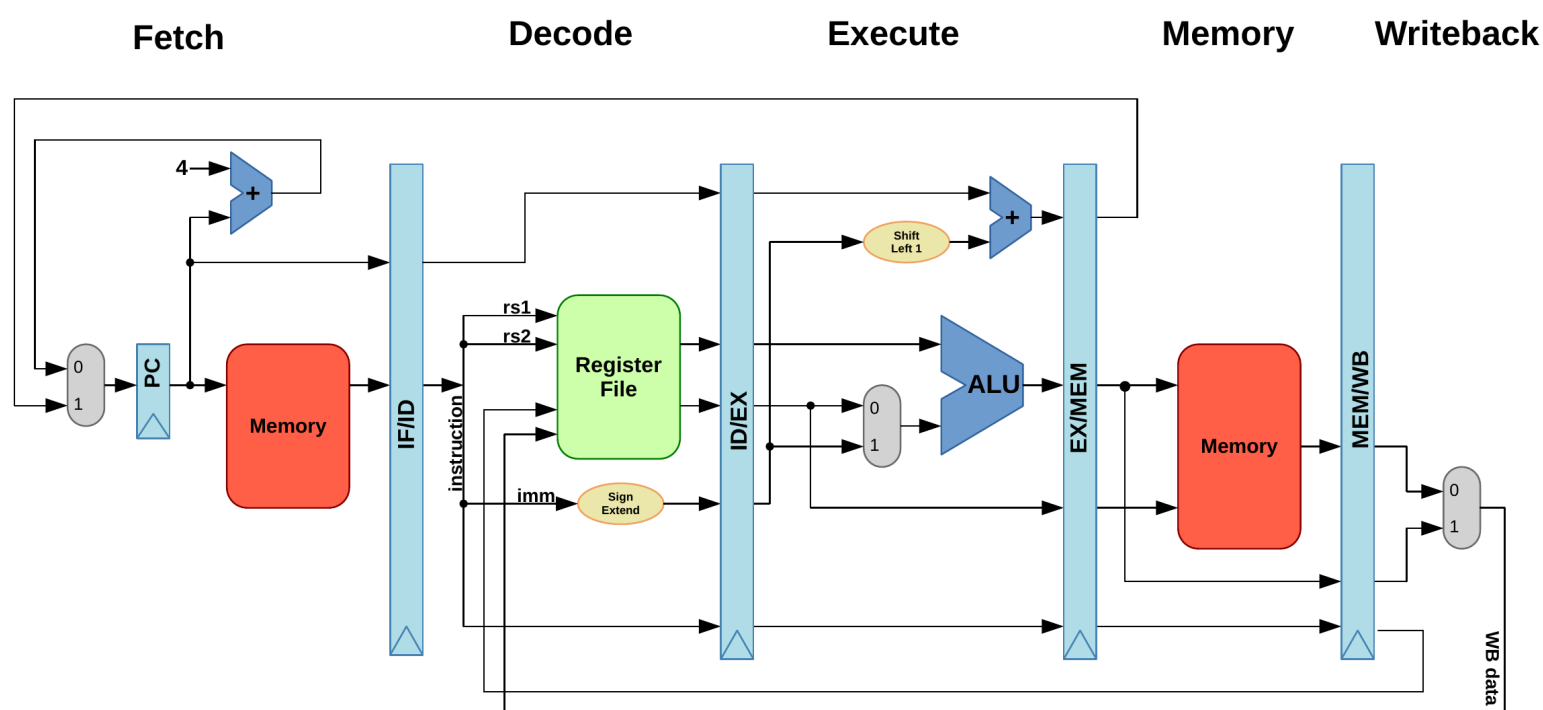 Fetch
Decode
Execute
Memory
Writeback
4
+
+
Shift
Left 1
rs1
rs2
0
1
PC
Memory
IF/ID
instruction
Register
File
imm
Sign
Extend
ID/EX
0
1
ALU
EX/MEM
Memory
MEM/WB
0
1
WB data